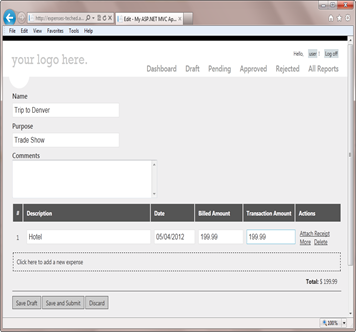 http://expenses-teched-a...
Edit - My ASP.NET MVC Ap...
File Edit View Favorites Tools Help
your logo here.
Hello, user 1 Log off
Dashboard Draft Pending Approved Rejected All Reports
Name
Trip to Denver
Purpose
Trade Show
Comments
# Description Date Billed Amount Transaction Amount Actions
1 Hotel 05/04/2012 199.99 199.99 Attach Receipt
More Delete
Click here to add a new expense
Total: $ 199.99
Save Draft Save and Submit Discard
100%